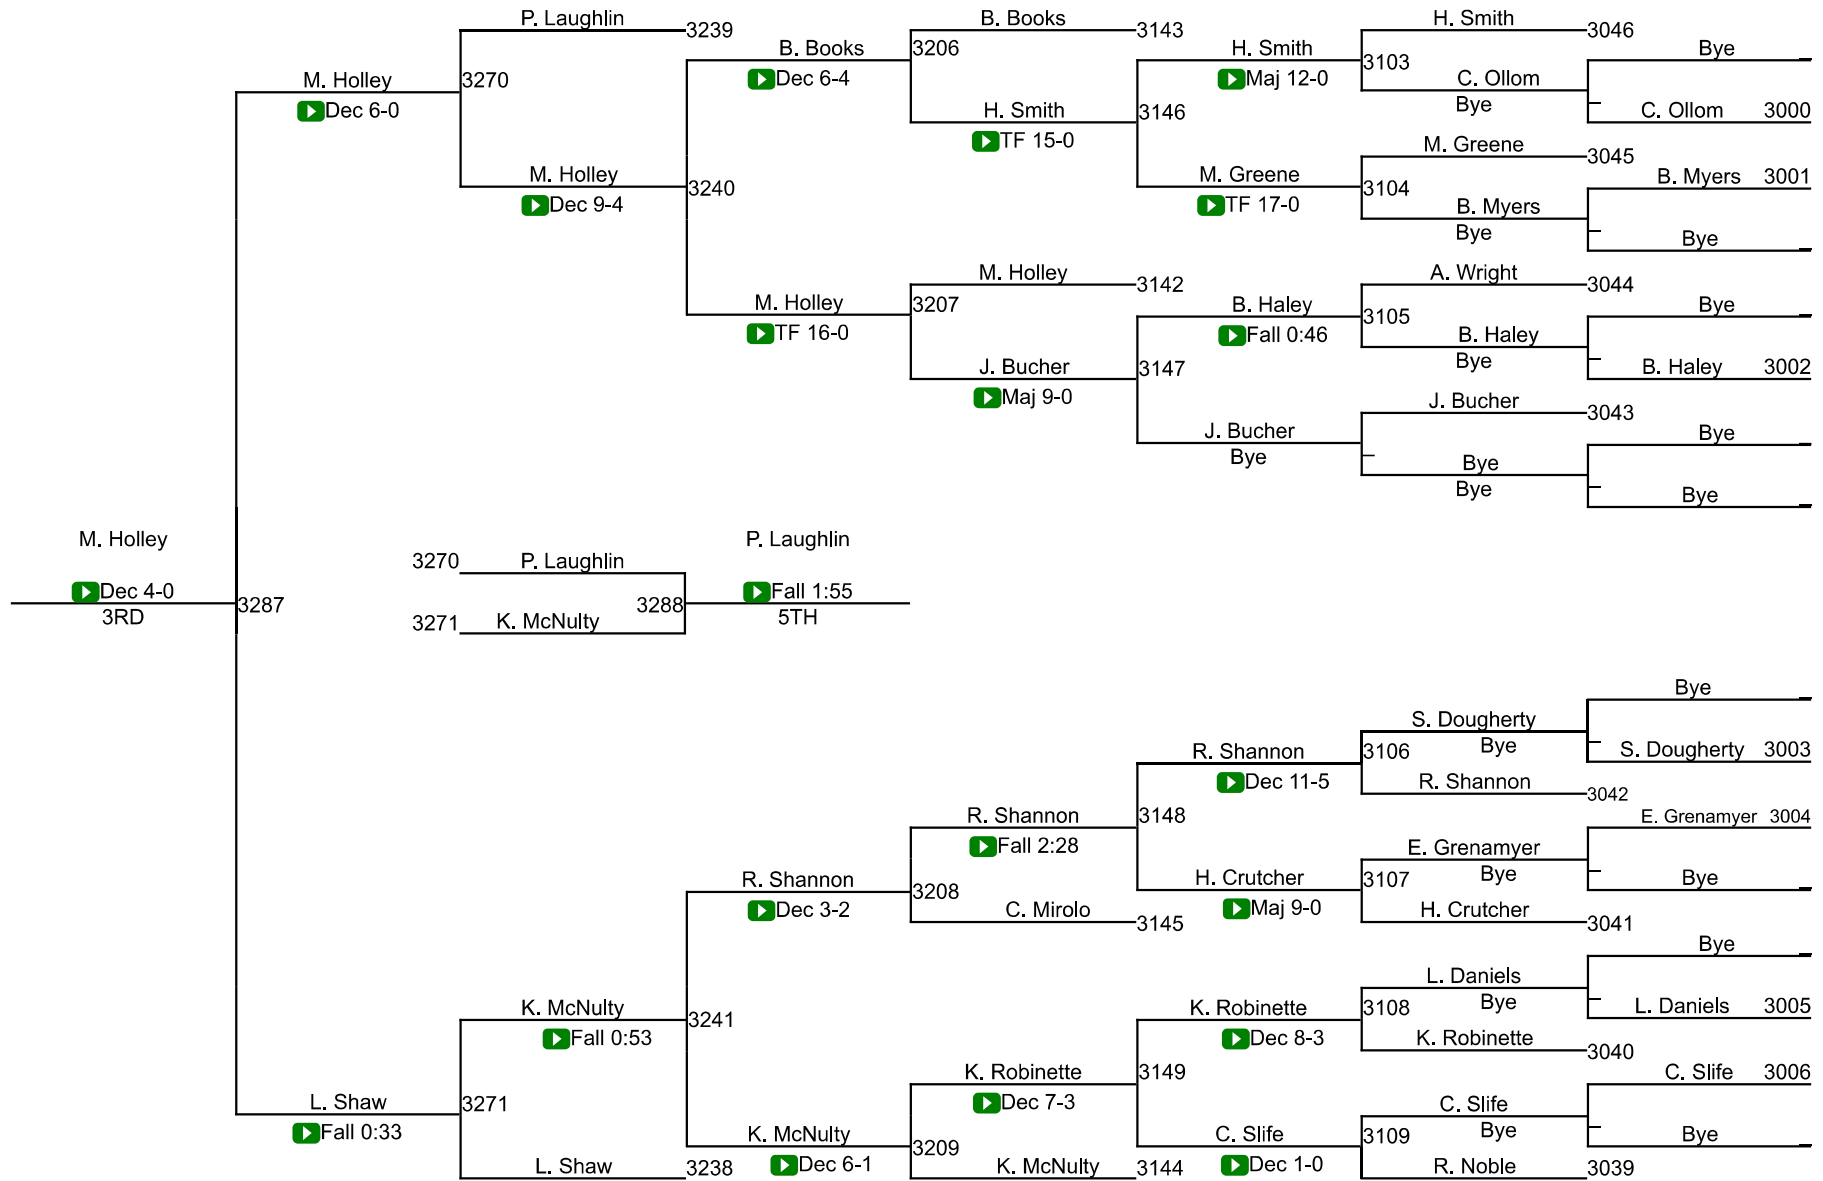 P. Laughlin B. Books H. Smith
3239 3143 3046
B. Books 3206 H. Smith 3103 Bye
M. Holley 3270 Dec 6-4 Maj 12-0 C. Ollom
Dec 6-0 H. Smith 3146 Bye C. Ollom 3000
TF 15-0 M. Greene 3045
M. Holley 3240 M. Greene 3104 B. Myers 3001
Dec 9-4 TF 17-0 B. Myers
Bye Bye
M. Holley 3142 A. Wright 3044
M. Holley 3207 B. Haley 3105 Bye
TF 16-0 Fall 0:46 B. Haley
J. Bucher 3147 Bye B. Haley 3002
Maj 9-0 J. Bucher 3043
J. Bucher Bye
Bye Bye
Bye Bye
M. Holley P. Laughlin
3270 P. Laughlin
Dec 4-0 3287 3288 Fall 1:55
3RD 3271 K. McNulty 5TH
Bye
S. Dougherty
R. Shannon 3106 Bye S. Dougherty 3003
Dec 11-5 R. Shannon 3042
R. Shannon 3148 E. Grenamyer 3004
Fall 2:28 E. Grenamyer
R. Shannon 3208 H. Crutcher 3107 Bye Bye
Dec 3-2 C. Mirolo 3145 Maj 9-0 H. Crutcher 3041
Bye
L. Daniels
K. McNulty 3241 K. Robinette 3108 Bye L. Daniels 3005
Fall 0:53 Dec 8-3 K. Robinette 3040
K. Robinette 3149 C. Slife 3006
L. Shaw 3271 Dec 7-3 C. Slife
Fall 0:33 K. McNulty 3209 C. Slife 3109 Bye Bye
L. Shaw 3238 Dec 6-1 K. McNulty 3144 Dec 1-0 R. Noble 3039